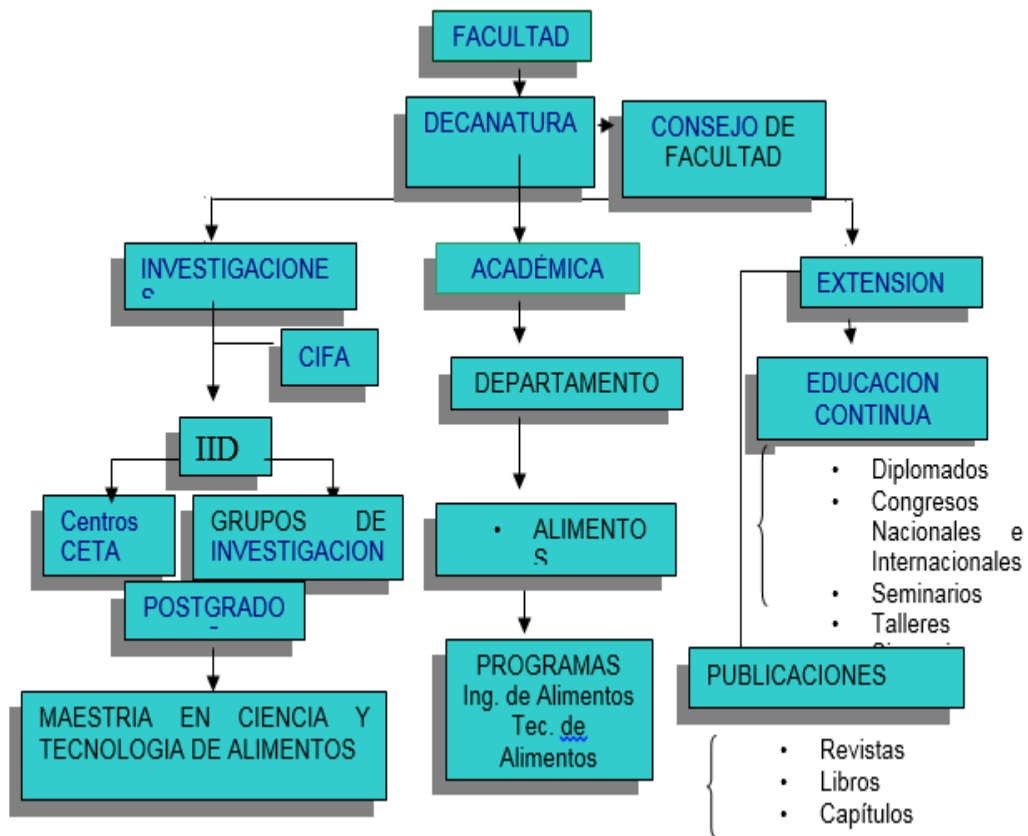 FACULTAD
DECANATURA
CONSEJO DE
FACULTAD
INVESTIGACIONE
S
ACADÉMICA
EXTENSION
CIFA
DEPARTAMENTO
EDUCACION
CONTINUA
IID
• Diplomados
• Congresos
Nacionales e
Internacionales
• Seminarios
• Talleres
Centros
CETA
GRUPOS DE
INVESTIGACION
• ALIMENTO
S
POSTGRADO
PROGRAMAS
Ing. de Alimentos
Tec. de
Alimentos
PUBLICACIONES
MAESTRIA EN CIENCIA Y
TECNOLOGIA DE ALIMENTOS
• Revistas
• Libros
• Capítulos